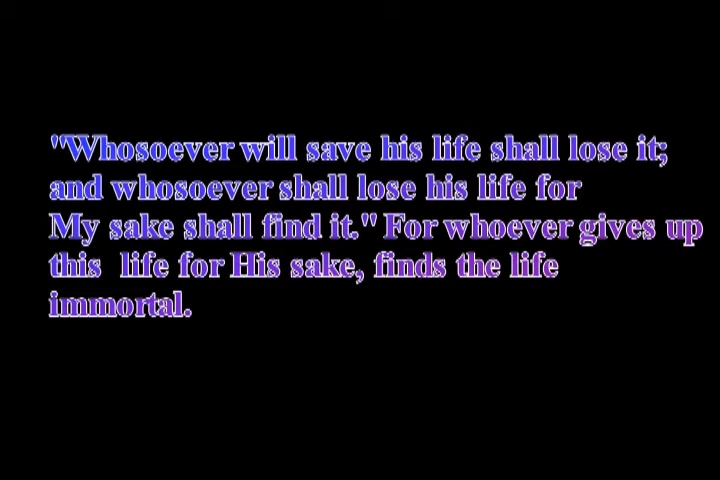 "Whosoever will save his life shall lose it;
and whosoever shall lose his life for
My sake shall find it." For whoever gives up
this life for His sake, finds the life
immortal.